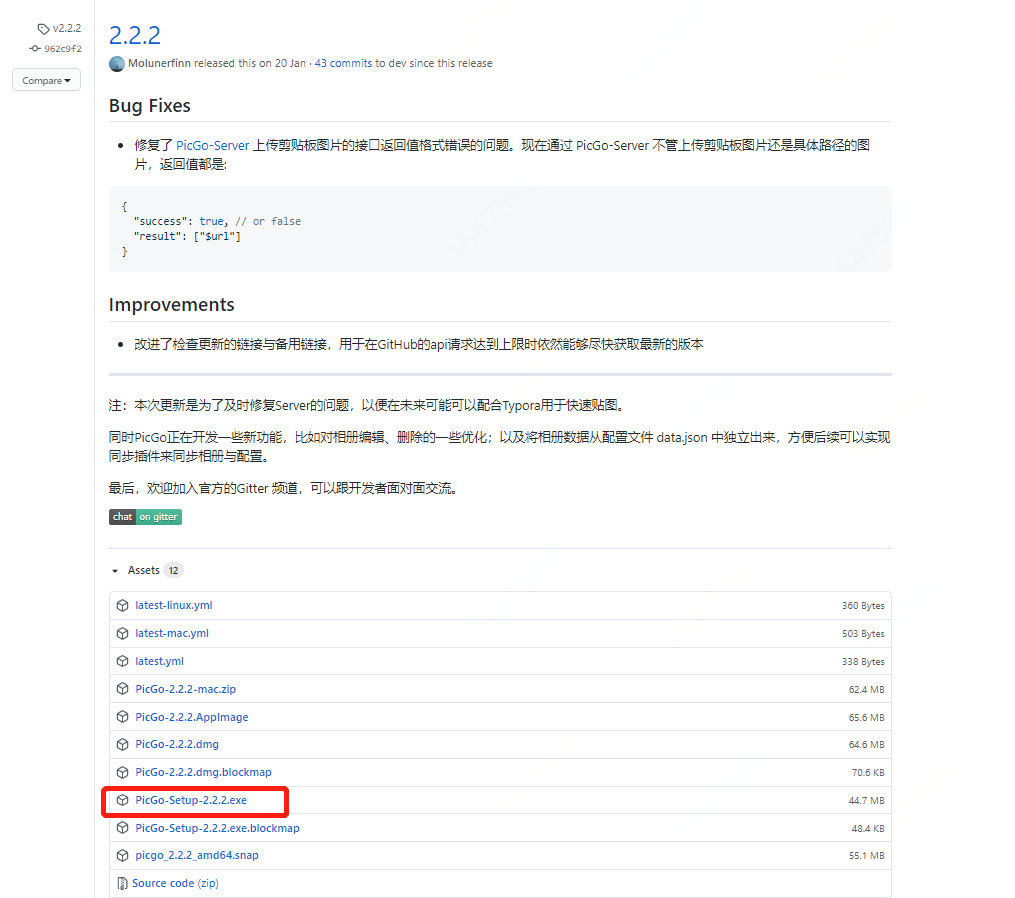 v2.2.2
962c9f2
Compare
2.2.2
Molunerfinn released this on 20 Jan · 43 commits to dev since this release
Bug Fixes
修复了 PicGo-Server 上传剪贴板图片的接口返回值格式错误的问题。现在通过 PicGo-Server 不管上传剪贴板图片还是具体路径的图
片，返回值都是:
{
"success": true, // or false
"result": ["$url"]
}
Improvements
改进了检查更新的链接与备用链接，用于在GitHub的api请求达到上限时依然能够尽快获取最新的版本
注：本次更新是为了及时修复Server的问题，以便在未来可能可以配合Typora用于快速贴图。
同时PicGo正在开发一些新功能，比如对相册编辑、删除的一些优化；以及将相册数据从配置文件 data.json 中独立出来，方便后续可以实现
同步插件来同步相册与配置。
最后，欢迎加入官方的Gitter 频道，可以跟开发者面对面交流。
chat on gitter
Assets 12
latest-linux.yml 360 Bytes
latest-mac.yml 503 Bytes
latest.yml 338 Bytes
PicGo-2.2.2-mac.zip 62.4 MB
PicGo-2.2.2.AppImage 65.6 MB
PicGo-2.2.2.dmg 64.6 MB
PicGo-2.2.2.dmg.blockmap 70.6 KB
PicGo-Setup-2.2.2.exe 44.7 MB
PicGo-Setup-2.2.2.exe.blockmap 48.4 KB
picgo_2.2.2_amd64.snap 55.1 MB
Source code (zip)